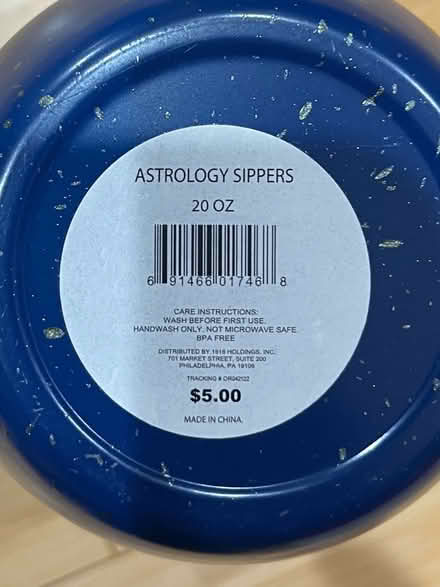 ASTROLOGY SIPPERS
20 OZ
6 91466 01746 8
CARE INSTRUCTIONS:
WASH BEFORE FIRST USE.
HANDWASH ONLY. NOT MICROWAVE SAFE.
BPA FREE
DISTRIBUTED BY 1616 HOLDINGS, INC.
701 MARKET STREET, SUITE 200
PHILADELPHIA, PA 19106
TRACKING # DR042122
$5.00
MADE IN CHINA.